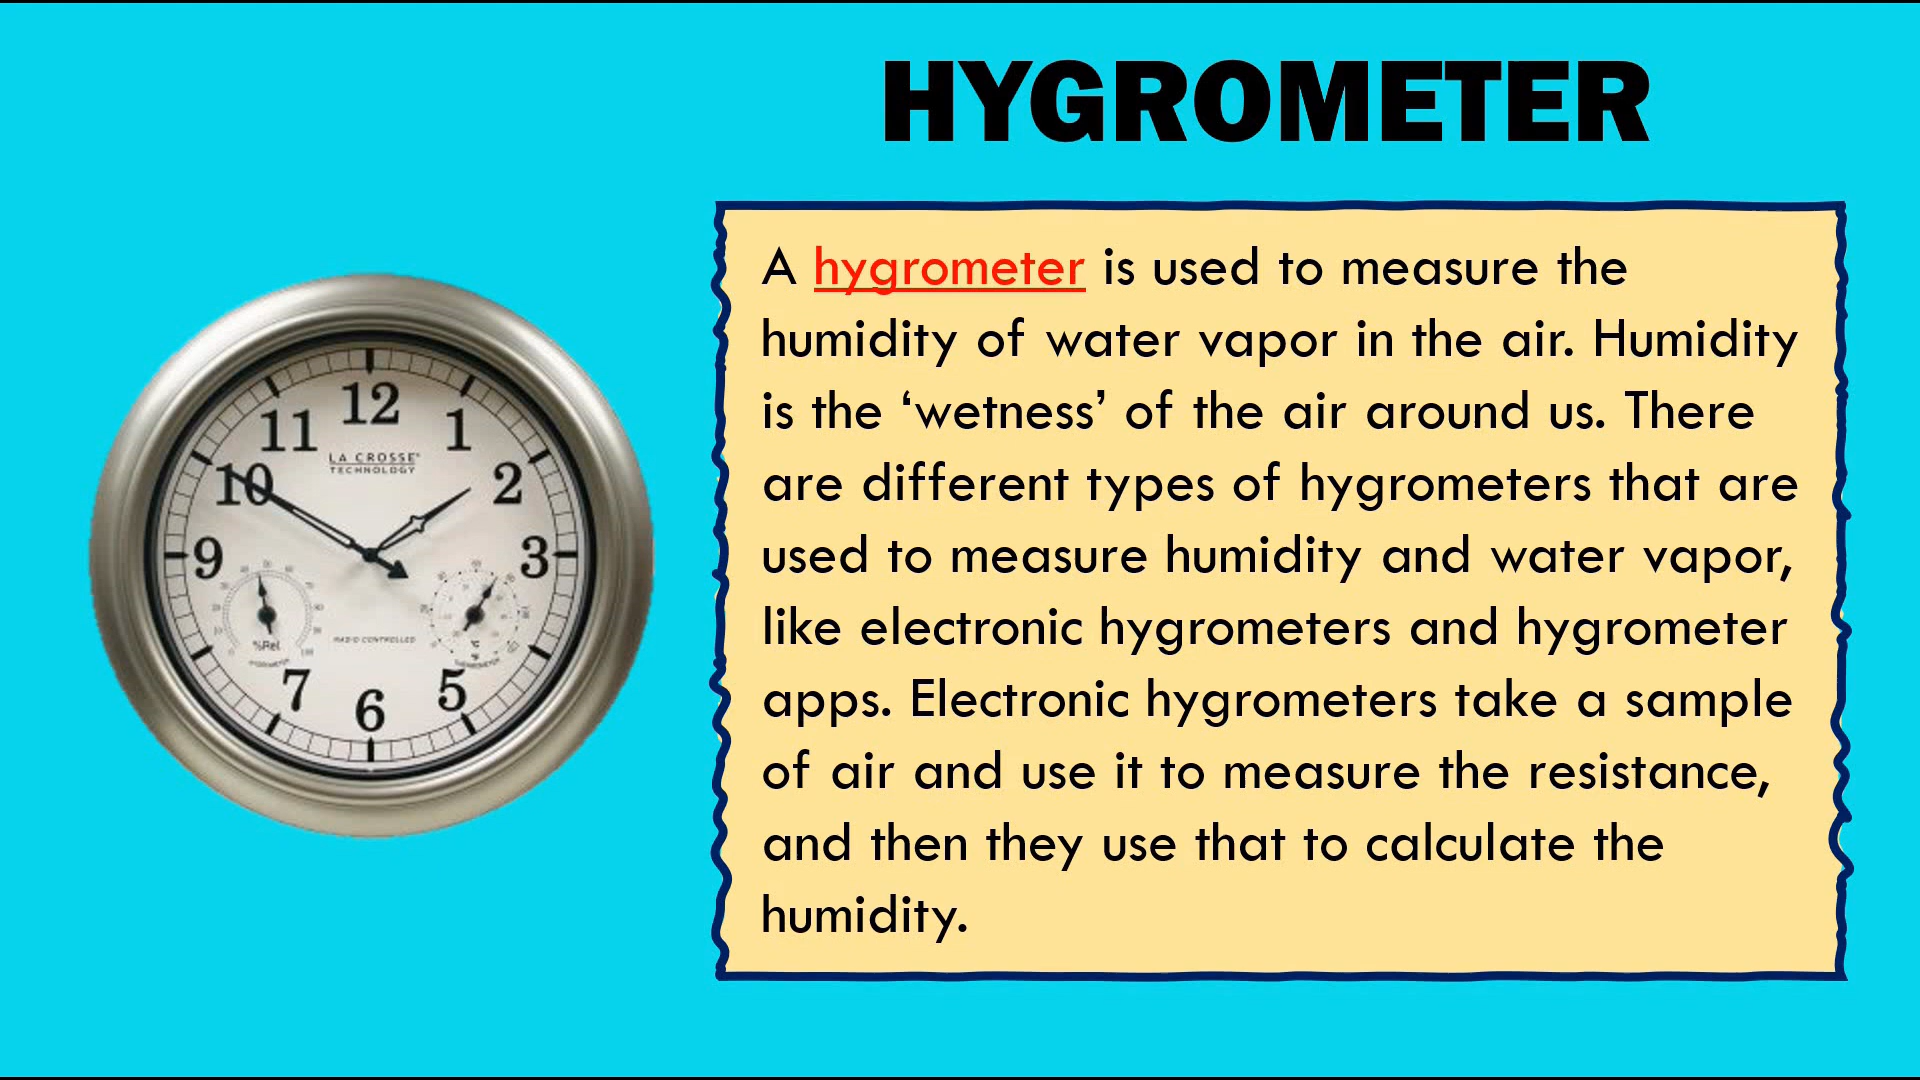 HYGROMETER
A hygrometer is used to measure the
humidity of water vapor in the air. Humidity
is the ‘wetness’ of the air around us. There
are different types of hygrometers that are
used to measure humidity and water vapor,
like electronic hygrometers and hygrometer
apps. Electronic hygrometers take a sample
of air and use it to measure the resistance,
and then they use that to calculate the
humidity.
12
11 1
LA CROSSE
TECHNOLOGY
10 2
9 3
RADIO CONTROLLED
%Rel
°C
°F
7 5
6